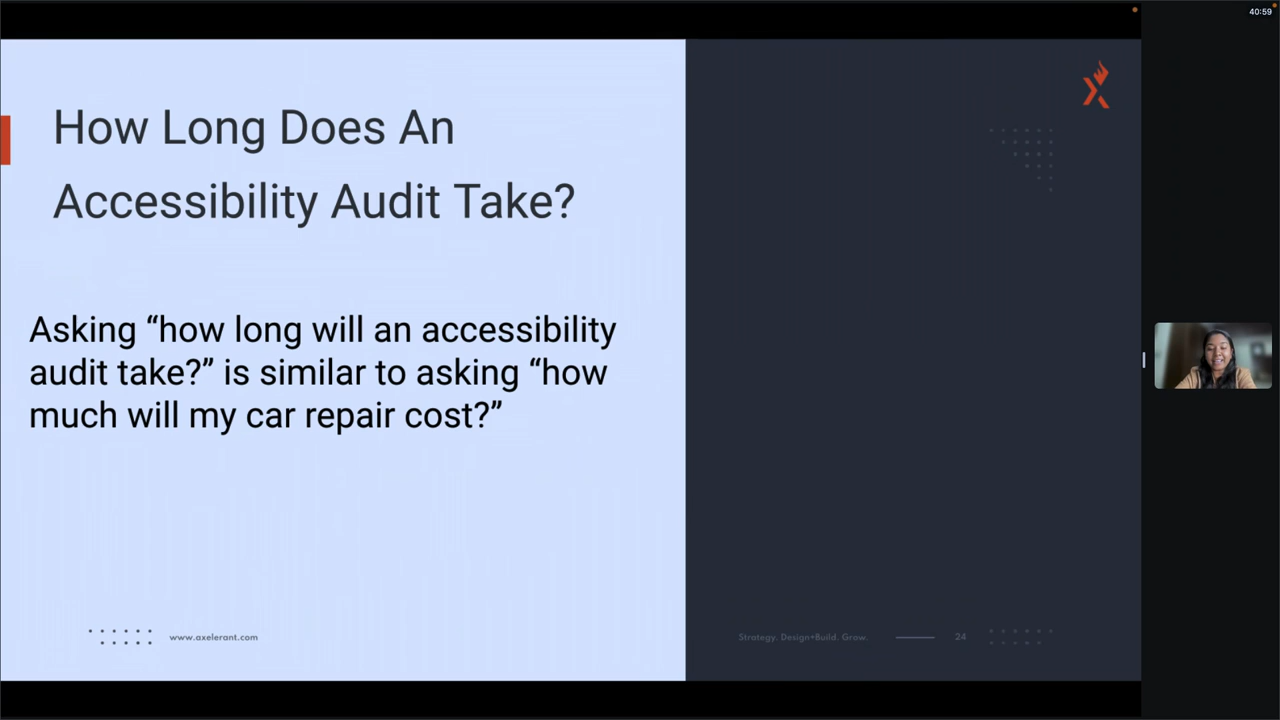 40:59
How Long Does An
Accessibility Audit Take?
Asking “how long will an accessibility
audit take?” is similar to asking “how
much will my car repair cost?”
www.axelerant.com
Strategy. Design+Build. Grow.
24